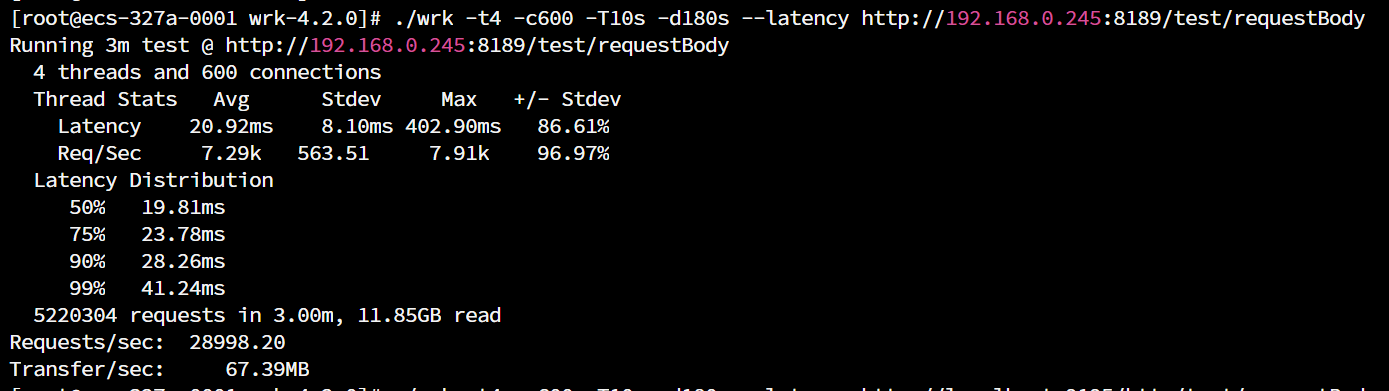 [root@ecs-327a-0001 wrk-4.2.0]# ./wrk -t4 -c600 -T10s -d180s --latency http://192.168.0.245:8189/test/requestBody
Running 3m test @ http://192.168.0.245:8189/test/requestBody
  4 threads and 600 connections
  Thread Stats   Avg      Stdev     Max   +/- Stdev
    Latency    20.92ms    8.10ms 402.90ms   86.61%
    Req/Sec     7.29k   563.51     7.91k    96.97%
  Latency Distribution
     50%   19.81ms
     75%   23.78ms
     90%   28.26ms
     99%   41.24ms
  5220304 requests in 3.00m, 11.85GB read
Requests/sec:  28998.20
Transfer/sec:     67.39MB